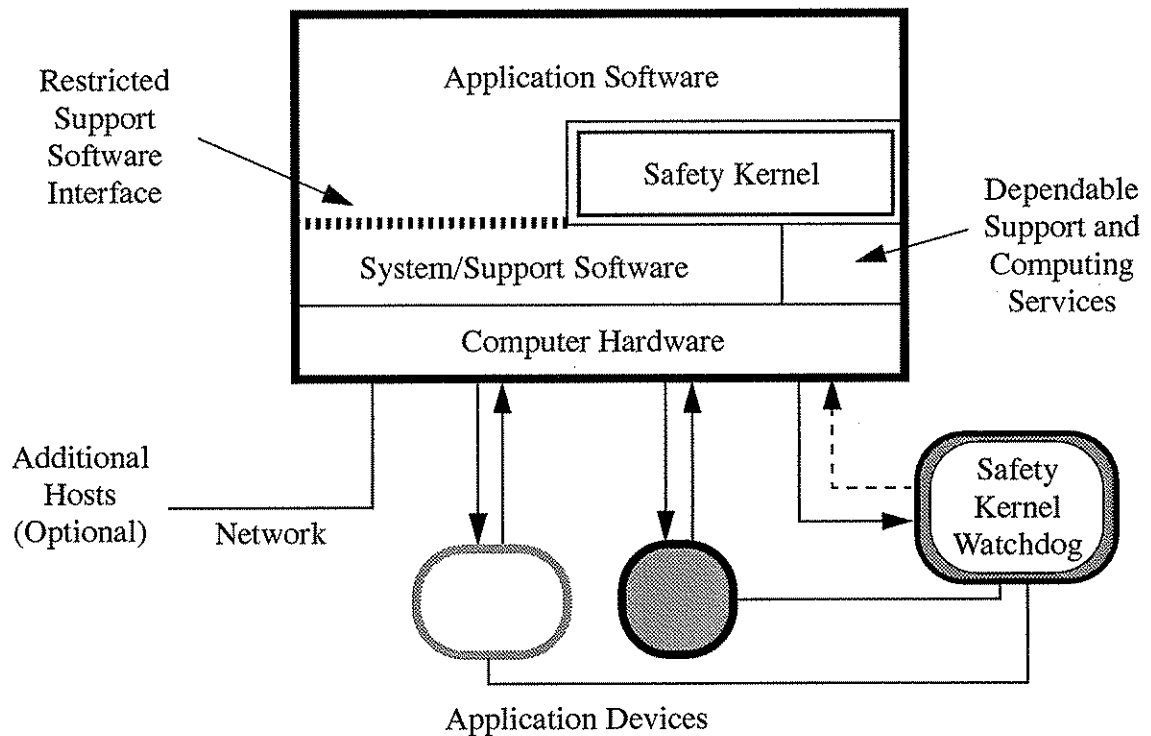 Application Software
Restricted
Support
Software
Interface
Safety Kernel
Dependable
Support and
Computing
Services
System/Support Software
Computer Hardware
Additional
Hosts
(Optional)
Network
Safety
Kernel
Watchdog
Application Devices